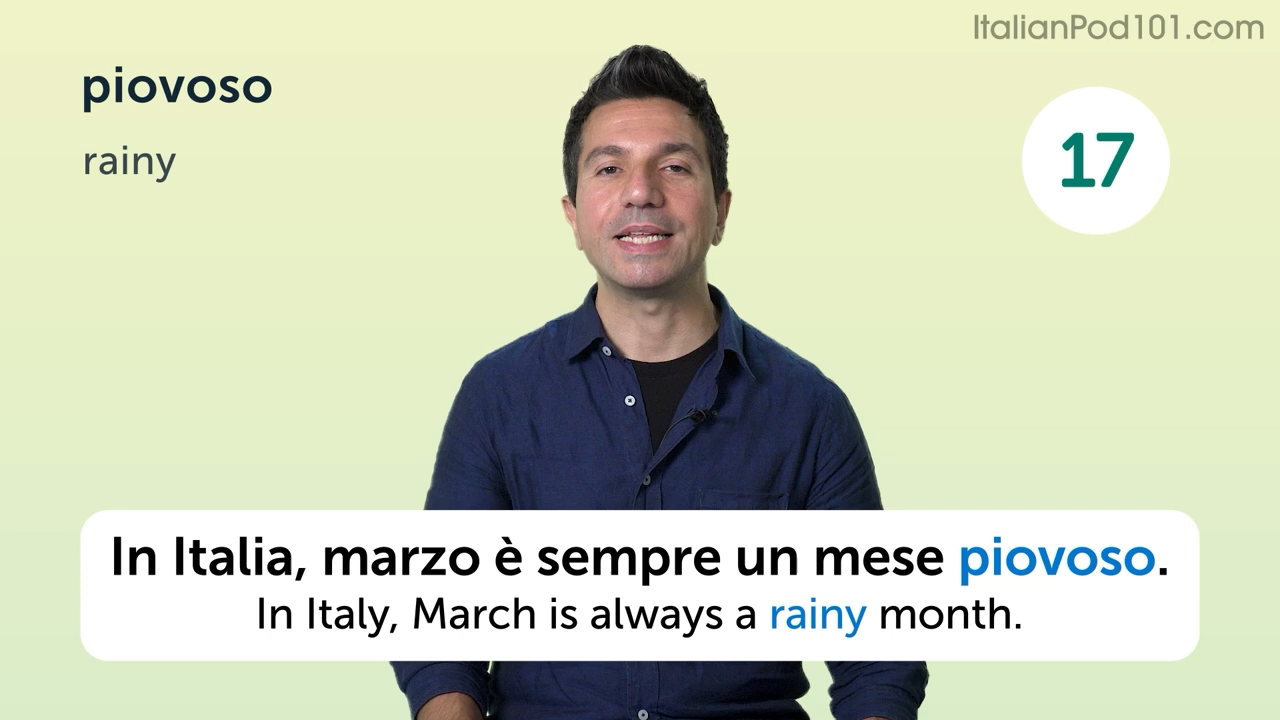 ItalianPod101.com
piovoso
rainy
17
In Italia, marzo è sempre un mese piovoso.
In Italy, March is always a rainy month.